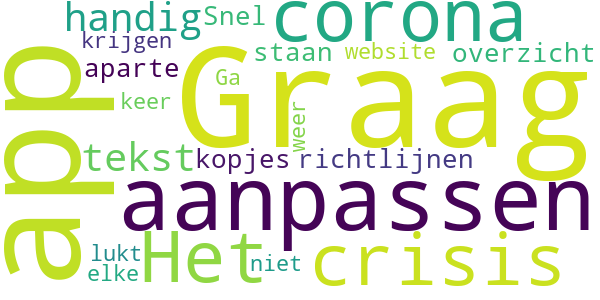 handig
Snel
corona
krijgen
staan
website
overzicht
aparte
Ga
app
keer
Graag
weer
tekst
kopjes
richtlijnen
aanpassen
Het
crisis
lukt
elke
niet